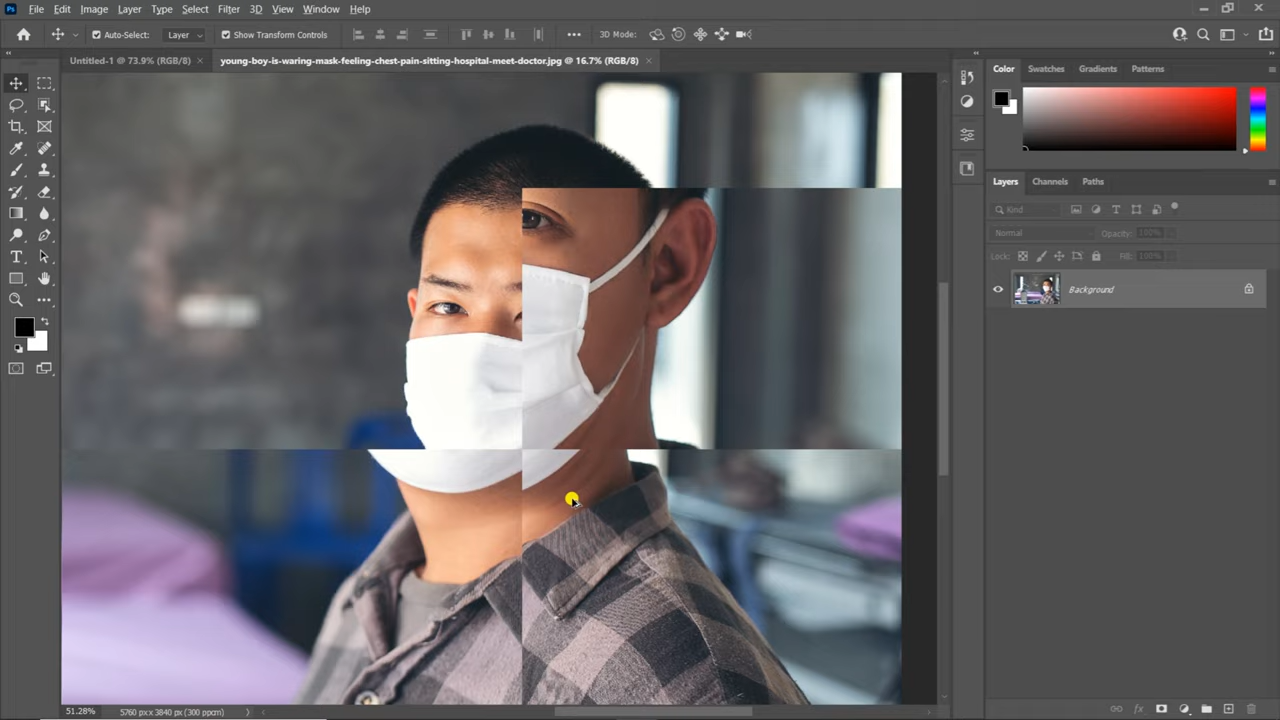 Ps File Edit Image Layer Type Select Filter 3D View Window Help
Auto-Select: Layer Show Transform Controls 3D Mode:
Untitled-1 @ 73.9% (RGB/8) × young-boy-is-waring-mask-feeling-chest-pain-sitting-hospital-meet-doctor.jpg @ 16.7% (RGB/8) ×
Color Swatches Gradients Patterns
Layers Channels Paths
Kind
Normal Opacity: 100%
Lock: Fill: 100%
Background
51.28% 5760 px x 3840 px (300 ppcm)